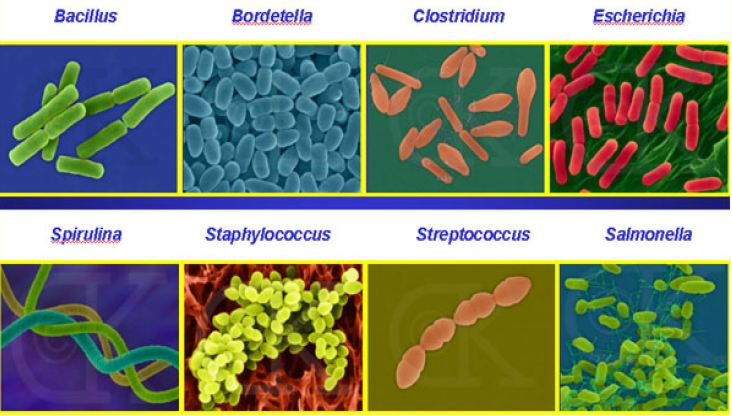 Bacillus Bordetella Clostridium Escherichia
Spirulina Staphylococcus Streptococcus Salmonella